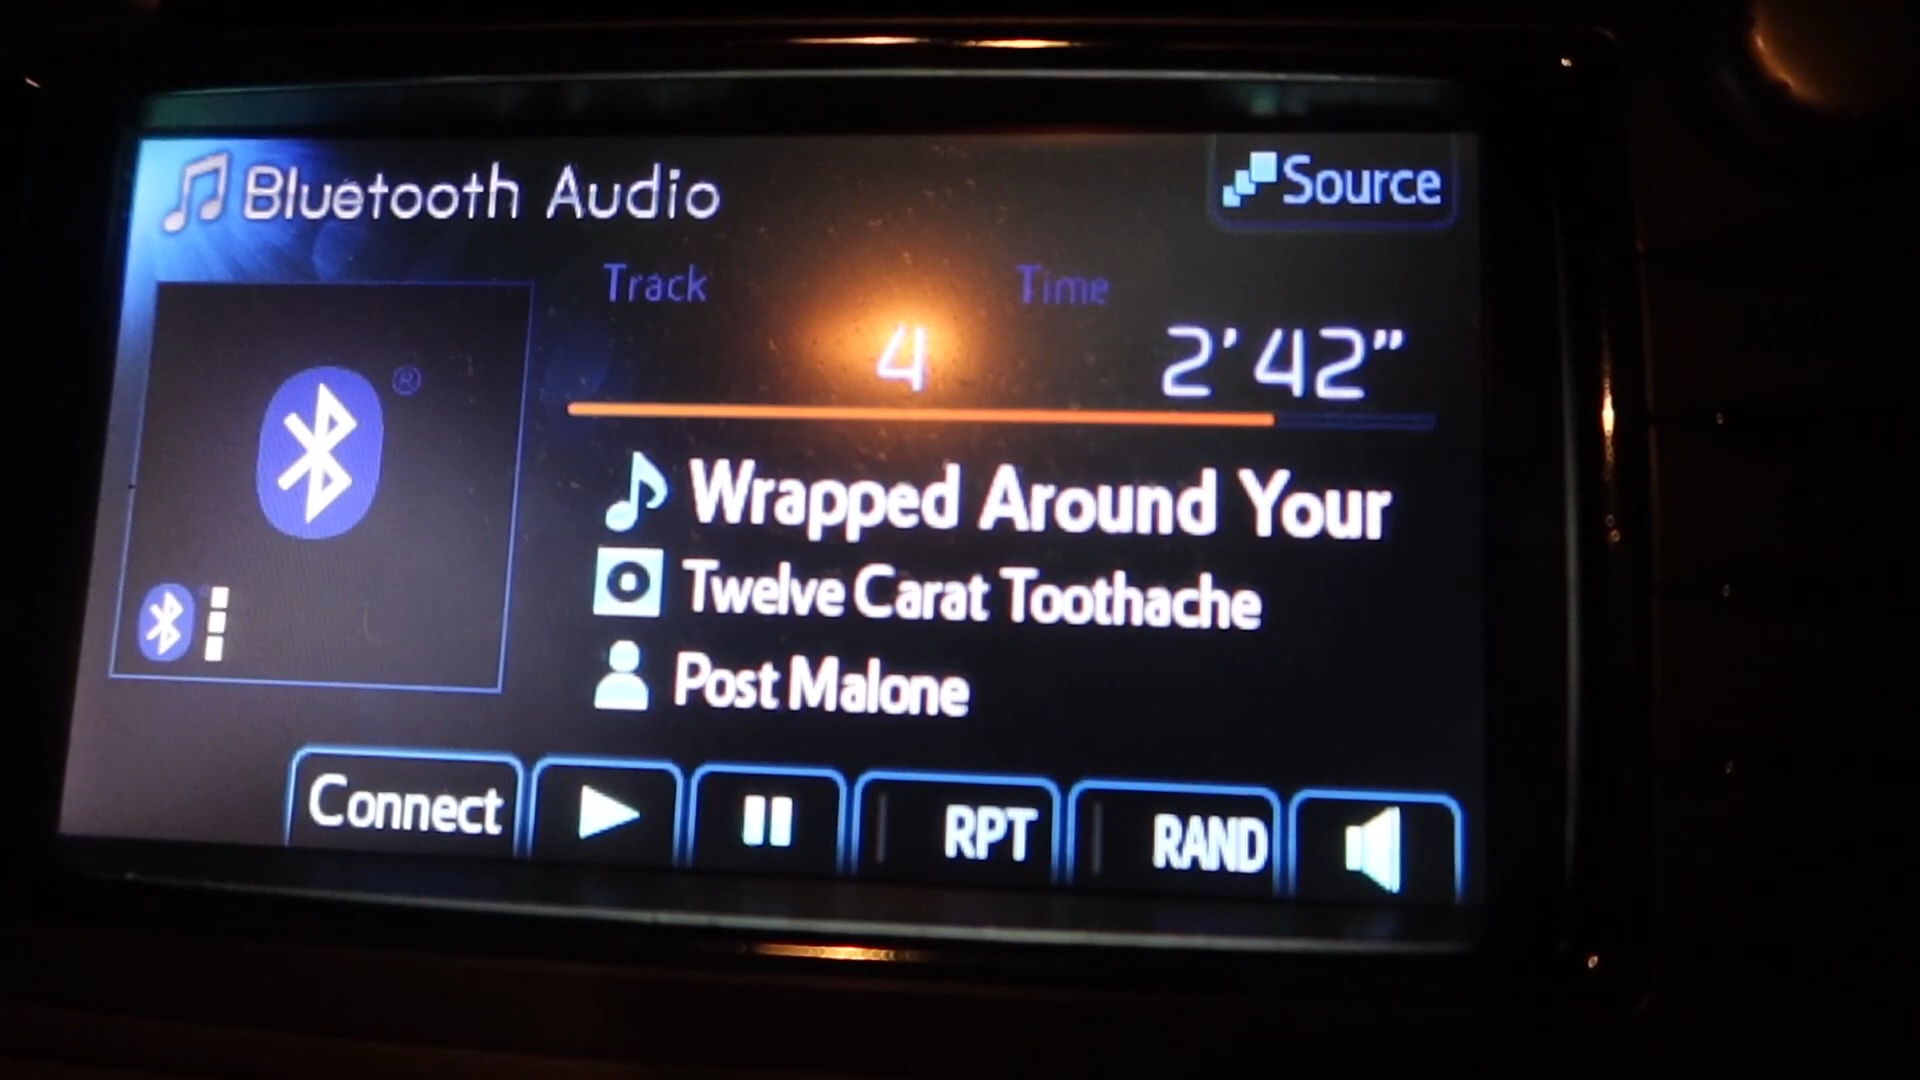 Bluetooth Audio
Source
Track
Time
4
2'42"
®
Wrapped Around Your
Twelve Carat Toothache
Post Malone
Connect
RPT
RAND